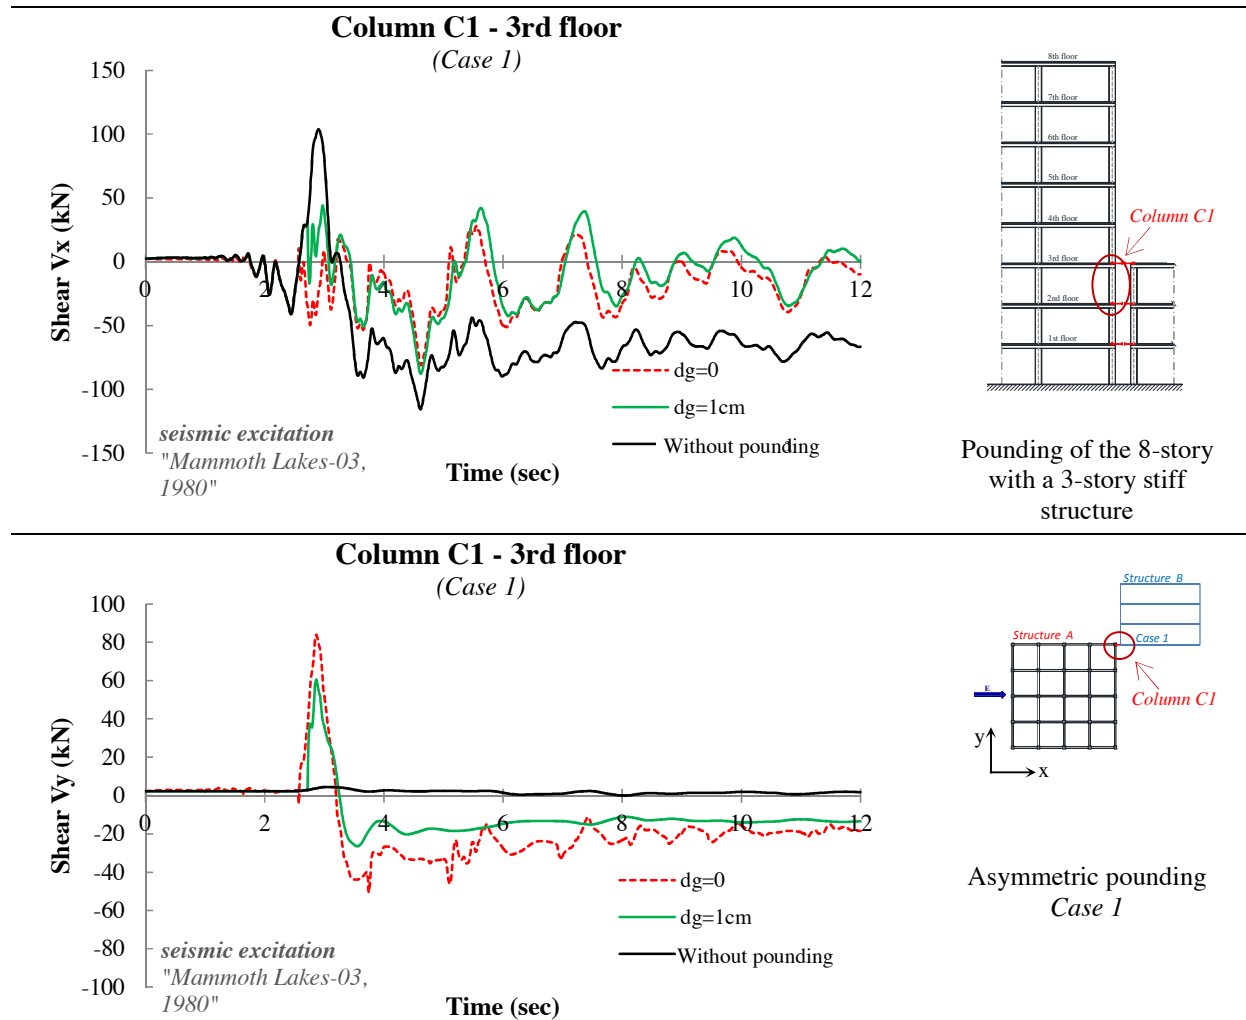 Column C1 - 3rd floor
(Case 1)
150
100
50
0
-50
-100
-150
0
2
4
6
8
10
12
Shear Vx (kN)
Time (sec)
dg=0
dg=1cm
Without pounding
seismic excitation
"Mammoth Lakes-03,
1980"
8th floor
7th floor
6th floor
5th floor
4th floor
3rd floor
2nd floor
1st floor
Column C1
Pounding of the 8-story
with a 3-story stiff
structure
Column C1 - 3rd floor
(Case 1)
100
80
60
40
20
0
-20
-40
-60
-80
-100
0
2
4
6
8
10
12
Shear Vy (kN)
Time (sec)
dg=0
dg=1cm
Without pounding
seismic excitation
"Mammoth Lakes-03,
1980"
Structure B
Structure A
Case 1
E
Column C1
y
x
Asymmetric pounding
Case 1